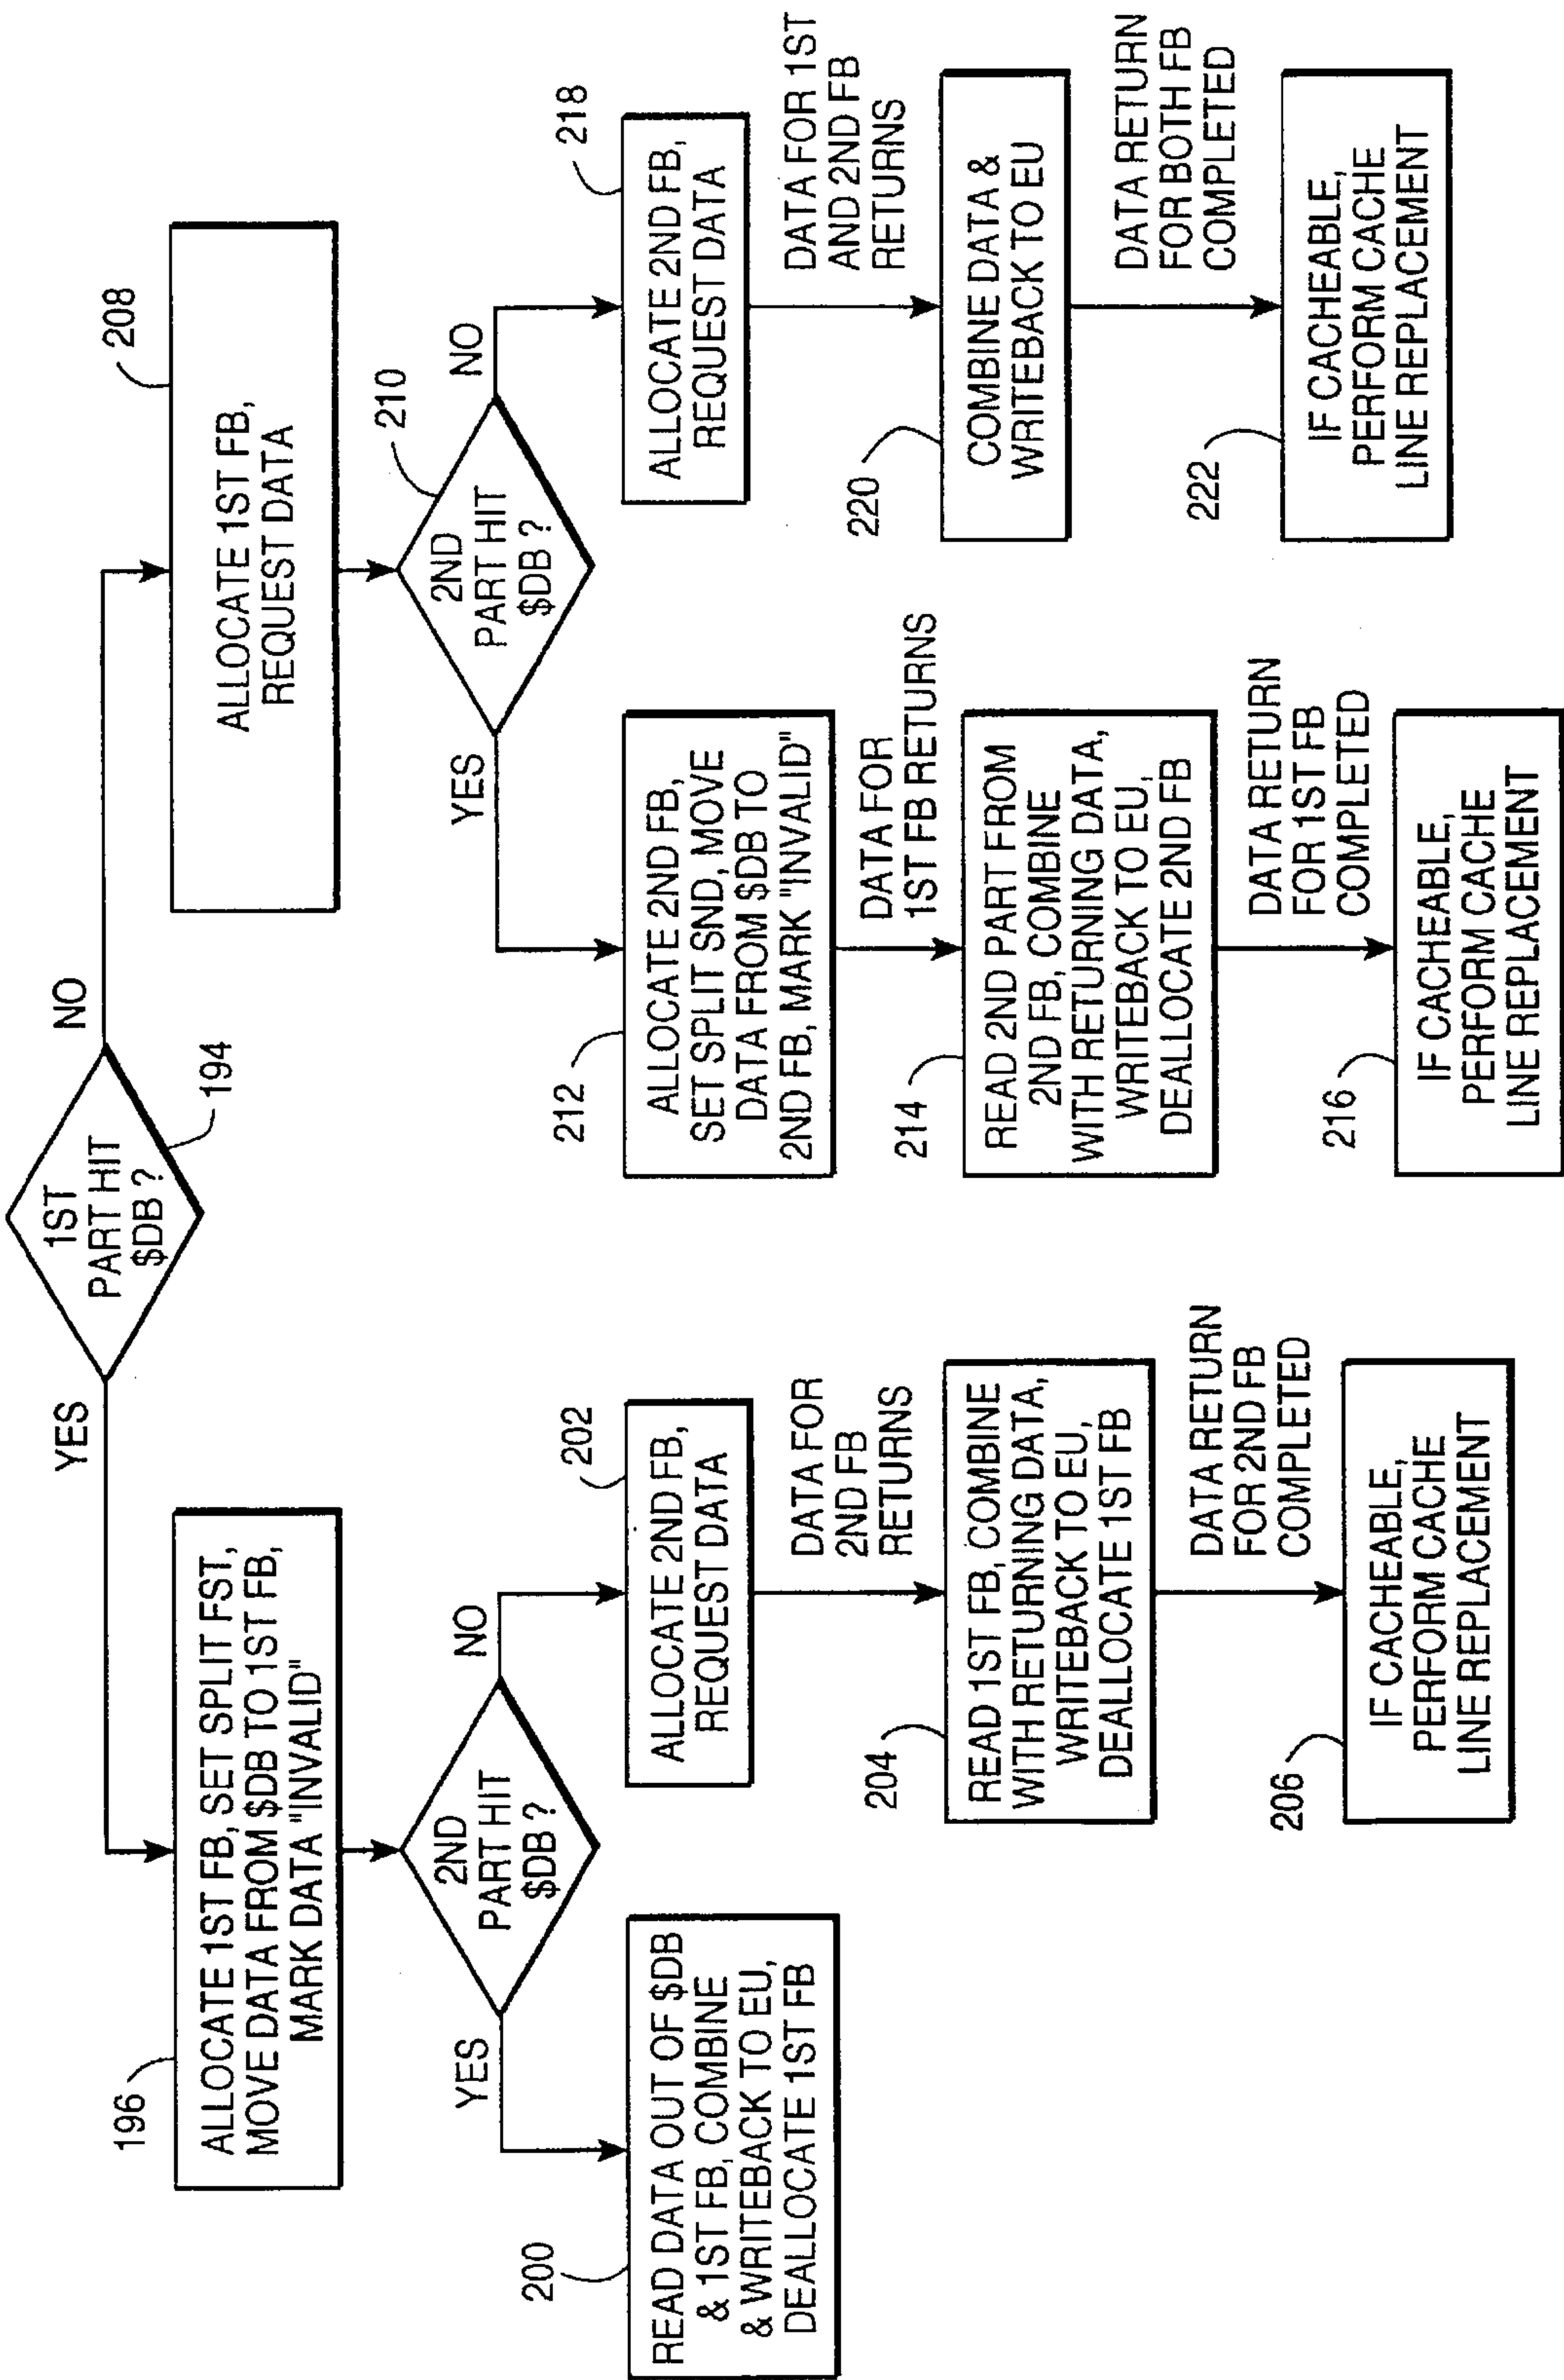 1ST
PART HIT
$DB?
194
YES
NO
196
ALLOCATE 1ST FB, SET SPLIT FST,
MOVE DATA FROM $DB TO 1ST FB,
MARK DATA "INVALID"
2ND
PART HIT
$DB?
YES
NO
200
READ DATA OUT OF $DB
& 1ST FB, COMBINE
& WRITEBACK TO EU,
DEALLOCATE 1ST FB
202
ALLOCATE 2ND FB,
REQUEST DATA
DATA FOR
2ND FB
RETURNS
204
READ 1ST FB, COMBINE
WITH RETURNING DATA,
WRITEBACK TO EU,
DEALLOCATE 1ST FB
DATA RETURN
FOR 2ND FB
COMPLETED
206
IF CACHEABLE,
PERFORM CACHE
LINE REPLACEMENT
208
ALLOCATE 1ST FB,
REQUEST DATA
210
2ND
PART HIT
$DB?
YES
NO
212
ALLOCATE 2ND FB,
SET SPLIT SND, MOVE
DATA FROM $DB TO
2ND FB, MARK "INVALID"
DATA FOR
1ST FB RETURNS
214
READ 2ND PART FROM
2ND FB, COMBINE
WITH RETURNING DATA,
WRITEBACK TO EU,
DEALLOCATE 2ND FB
DATA RETURN
FOR 1ST FB
COMPLETED
216
IF CACHEABLE,
PERFORM CACHE
LINE REPLACEMENT
218
ALLOCATE 2ND FB,
REQUEST DATA
DATA FOR 1ST
AND 2ND FB
RETURNS
220
COMBINE DATA &
WRITEBACK TO EU
DATA RETURN
FOR BOTH FB
COMPLETED
222
IF CACHEABLE,
PERFORM CACHE
LINE REPLACEMENT